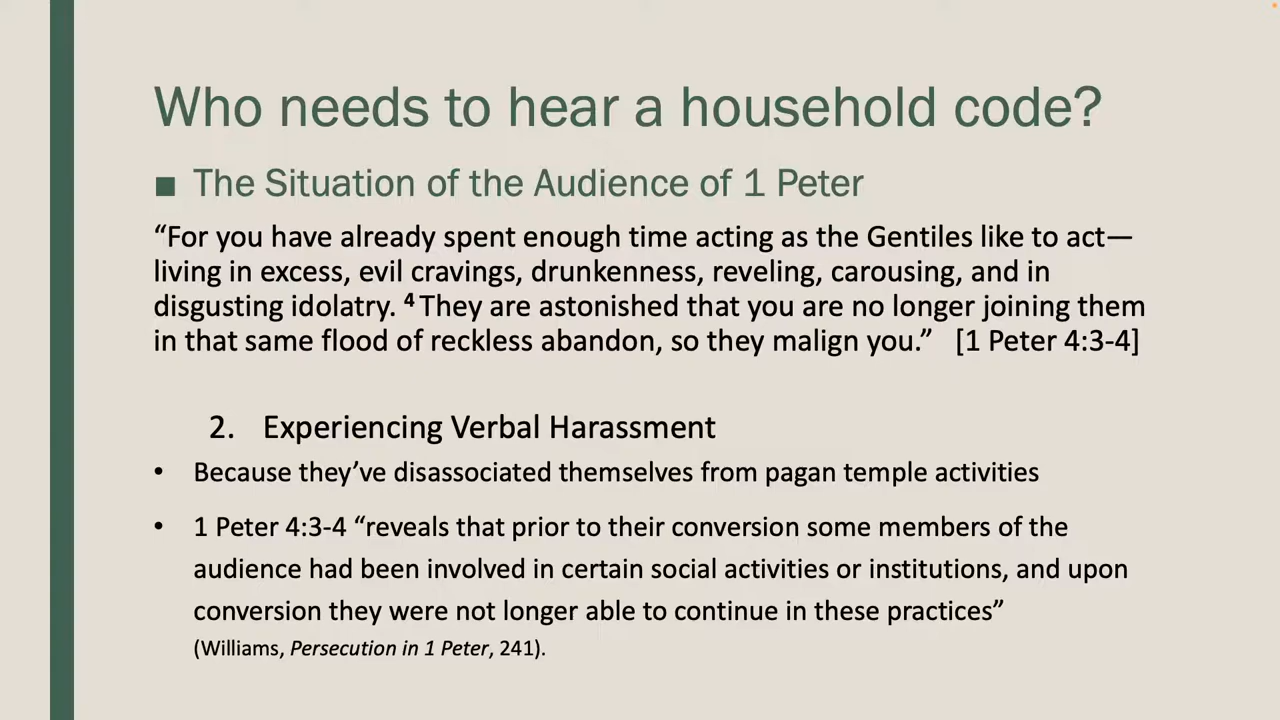 Who needs to hear a household code?
■ The Situation of the Audience of 1 Peter
“For you have already spent enough time acting as the Gentiles like to act—
living in excess, evil cravings, drunkenness, reveling, carousing, and in
disgusting idolatry. ⁴ They are astonished that you are no longer joining them
in that same flood of reckless abandon, so they malign you.” [1 Peter 4:3-4]
2. Experiencing Verbal Harassment
• Because they’ve disassociated themselves from pagan temple activities
• 1 Peter 4:3-4 “reveals that prior to their conversion some members of the
audience had been involved in certain social activities or institutions, and upon
conversion they were not longer able to continue in these practices”
(Williams, Persecution in 1 Peter, 241).